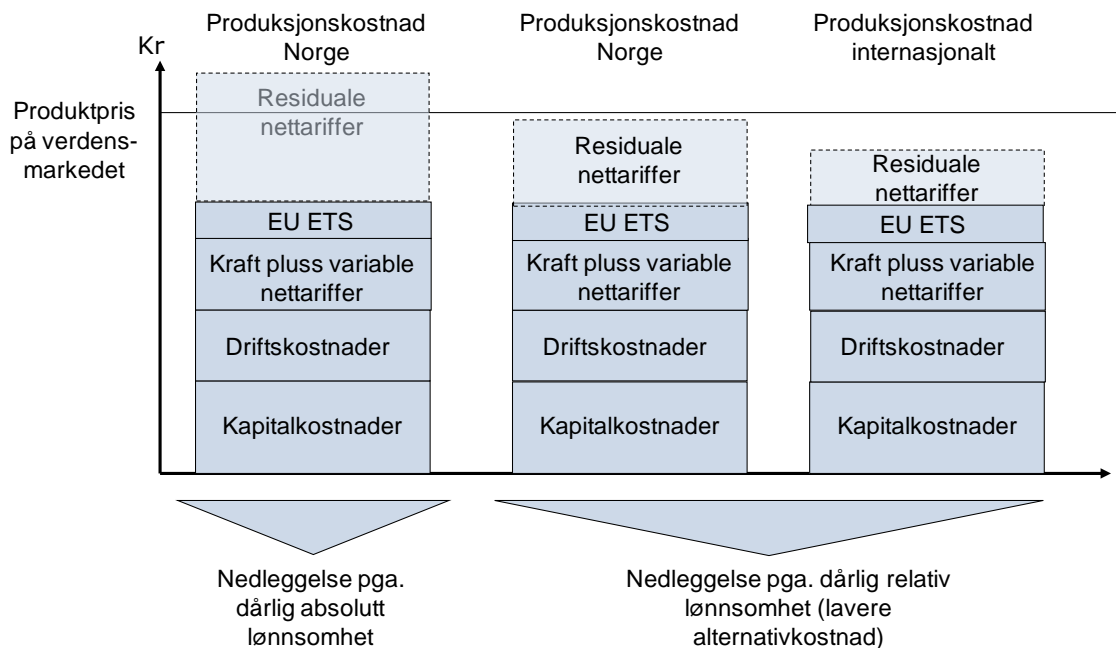 Produksjonskostnad
Norge
Produksjonskostnad
Norge
Produksjonskostnad
internasjonalt
Kr
Produktpris
på verdens-
markedet
Residuale
nettariffer
EU ETS
Kraft pluss variable
nettariffer
Driftskostnader
Kapitalkostnader
Residuale
nettariffer
EU ETS
Kraft pluss variable
nettariffer
Driftskostnader
Kapitalkostnader
Residuale
nettariffer
EU ETS
Kraft pluss variable
nettariffer
Driftskostnader
Kapitalkostnader
Nedleggelse pga.
dårlig absolutt
lønnsomhet
Nedleggelse pga. dårlig relativ
lønnsomhet (lavere
alternativkostnad)